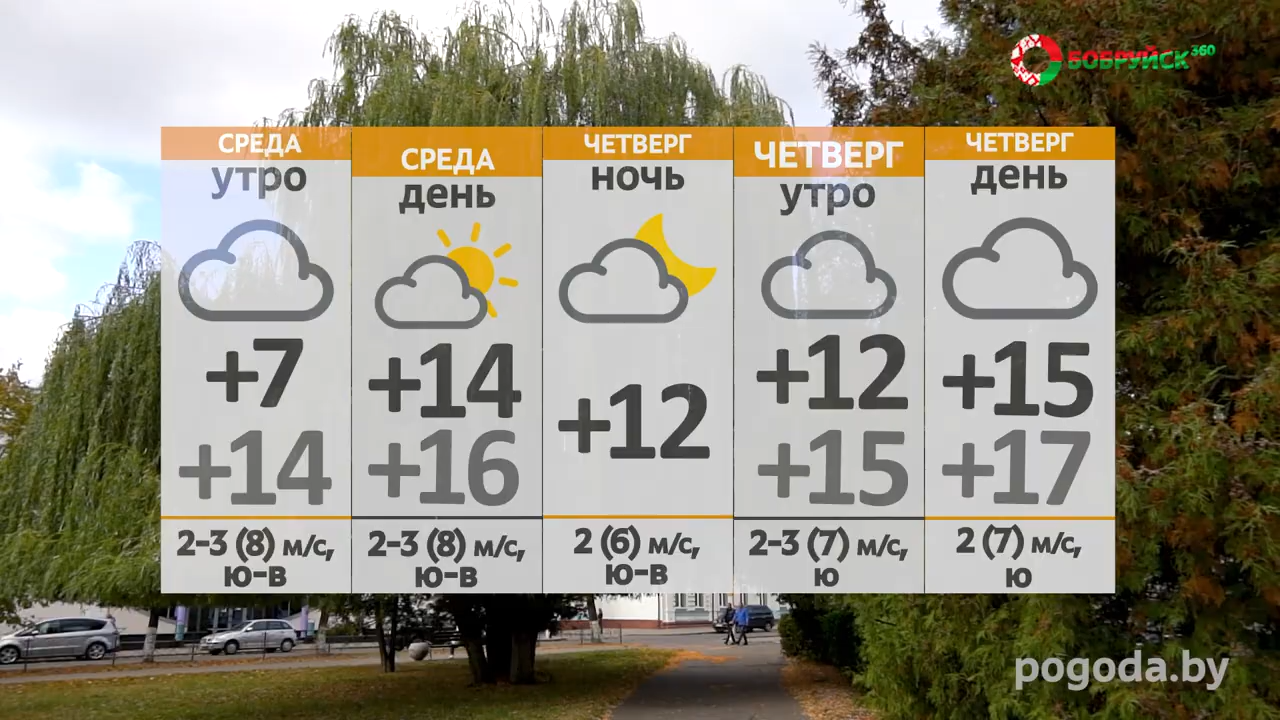 БОБРУЙСК360
СРЕДА
утро
+7
+14
2-3 (8) м/с,
ю-в
СРЕДА
день
+14
+16
2-3 (8) м/с,
ю-в
ЧЕТВЕРГ
ночь
+12
2 (6) м/с,
ю-в
ЧЕТВЕРГ
утро
+12
+15
2-3 (7) м/с,
ю
ЧЕТВЕРГ
день
+15
+17
2 (7) м/с,
ю
pogoda.by